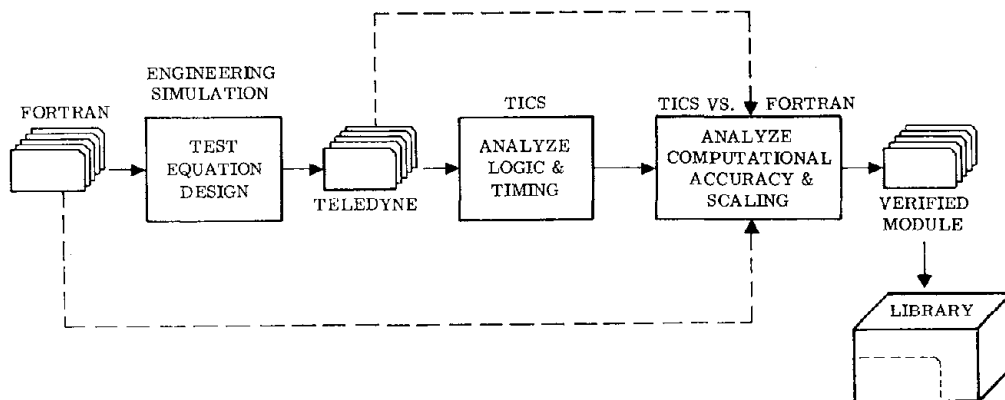 FORTRAN
ENGINEERING
SIMULATION
TEST
EQUATION
DESIGN
TELEDYNE
TICS
ANALYZE
LOGIC &
TIMING
TICS VS. FORTRAN
ANALYZE
COMPUTATIONAL
ACCURACY &
SCALING
VERIFIED
MODULE
LIBRARY